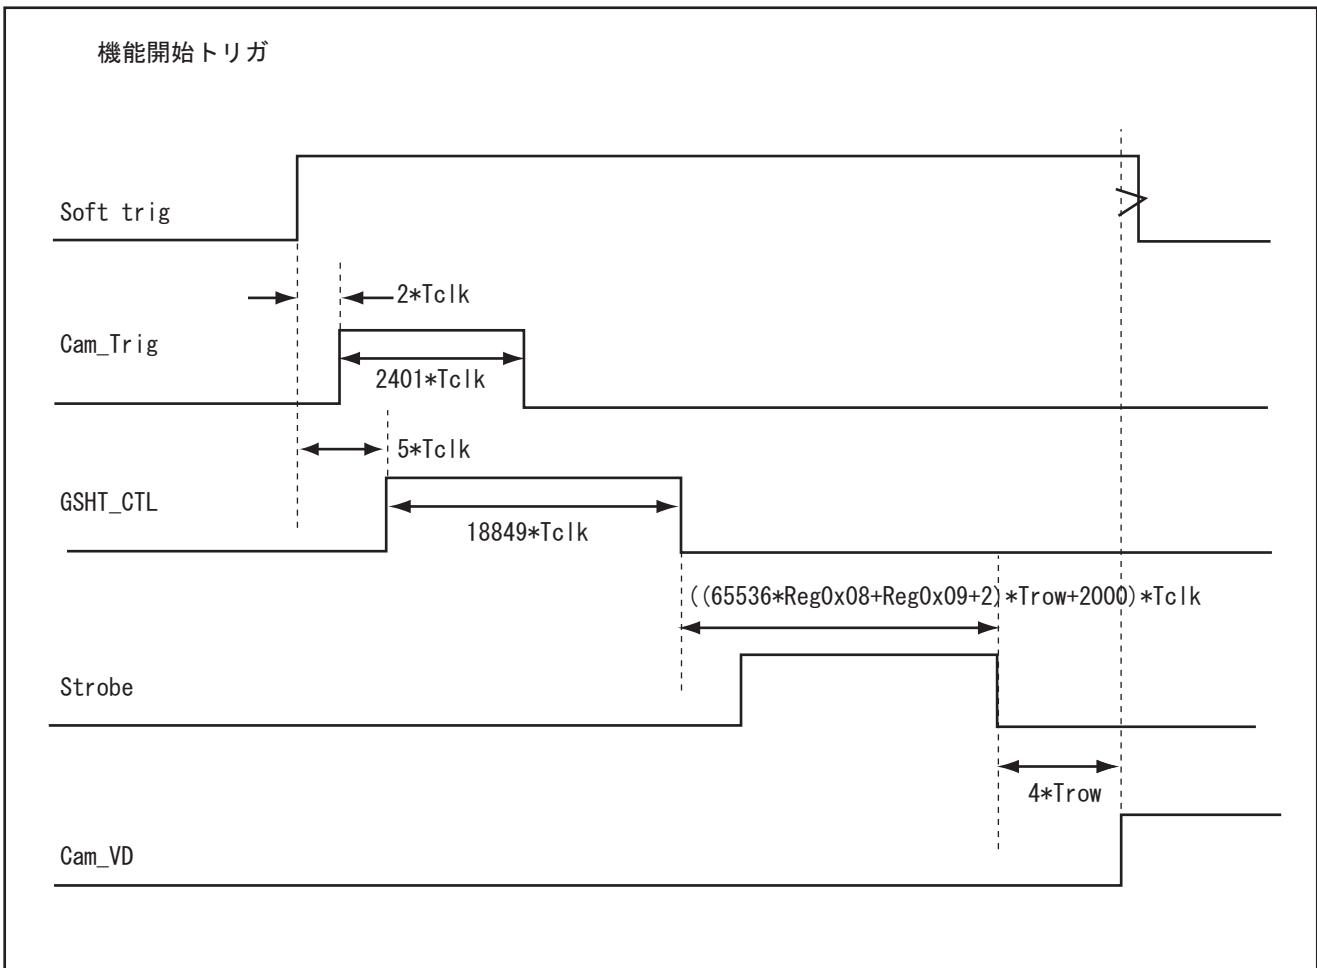 機能開始トリガ
Soft trig
2*Tclk
Cam_Trig
2401*Tclk
5*Tclk
GSHT_CTL
18849*Tclk
((65536*Reg0x08+Reg0x09+2)*Trow+2000)*Tclk
Strobe
4*Trow
Cam_VD